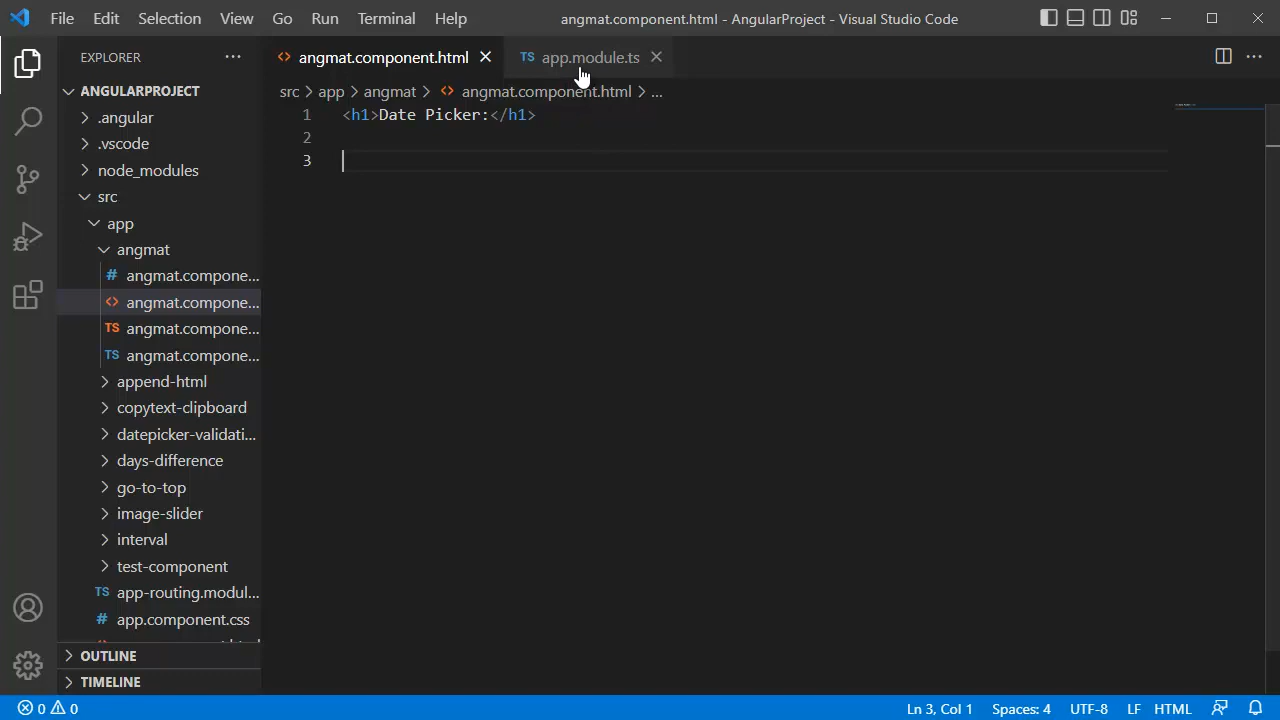 File Edit Selection View Go Run Terminal Help angmat.component.html - AngularProject - Visual Studio Code
EXPLORER
angmat.component.html
TS app.module.ts
src > app > angmat > angmat.component.html > ...
ANGULARPROJECT
.angular
.vscode
node_modules
src
app
angmat
# angmat.compone...
<> angmat.compone...
TS angmat.compone...
TS angmat.compone...
append-html
copytext-clipboard
datepicker-validati...
days-difference
go-to-top
image-slider
interval
test-component
TS app-routing.modul...
# app.component.css
OUTLINE
TIMELINE
1 <h1>Date Picker:</h1>
2
3
0 0 Ln 3, Col 1 Spaces: 4 UTF-8 LF HTML